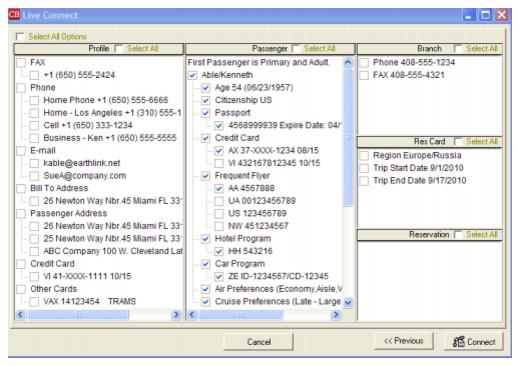 CB Live Connect
Select All Options
Profile Select All
FAX
+1 (650) 555-2424
Phone
Home Phone +1 (650) 555-6666
Home - Los Angeles +1 (310) 555-1
Cell +1 (650) 333-1234
Business - Ken +1 (650) 555-5555
E-mail
kable@earthlink.net
SueA@company.com
Bill To Address
26 Newton Way Nbr.45 Miami FL 33
Passenger Address
26 Newton Way Nbr.45 Miami FL 33
25 Newton Way Nbr.45 Miami FL 33
ABC Company 100 W. Cleveland Laf
Credit Card
VI 41-XXXX-1111 10/15
Other Cards
VAX 14123454 TRAMS
Passenger Select All
First Passenger is Primary and Adult.
Able/Kenneth
Age 54 (06/23/1957)
Citizenship US
Passport
4568999939 Expire Date: 04/
Credit Card
AX 37-XXXX-1234 08/15
VI 432167812345 10/15
Frequent Flyer
AA 4567888
UA 00123456789
US 123456789
NW 451234567
Hotel Program
HH 543216
Car Program
ZE ID-1234567/CD-12345
Air Preferences (Economy,Aisle,V
Cruise Preferences (Late - Large
Branch Select All
Phone 408-555-1234
FAX 408-555-4321
Res Card Select All
Region Europe/Russia
Trip Start Date 9/1/2010
Trip End Date 9/17/2010
Reservation Select All
Cancel
<< Previous
Connect